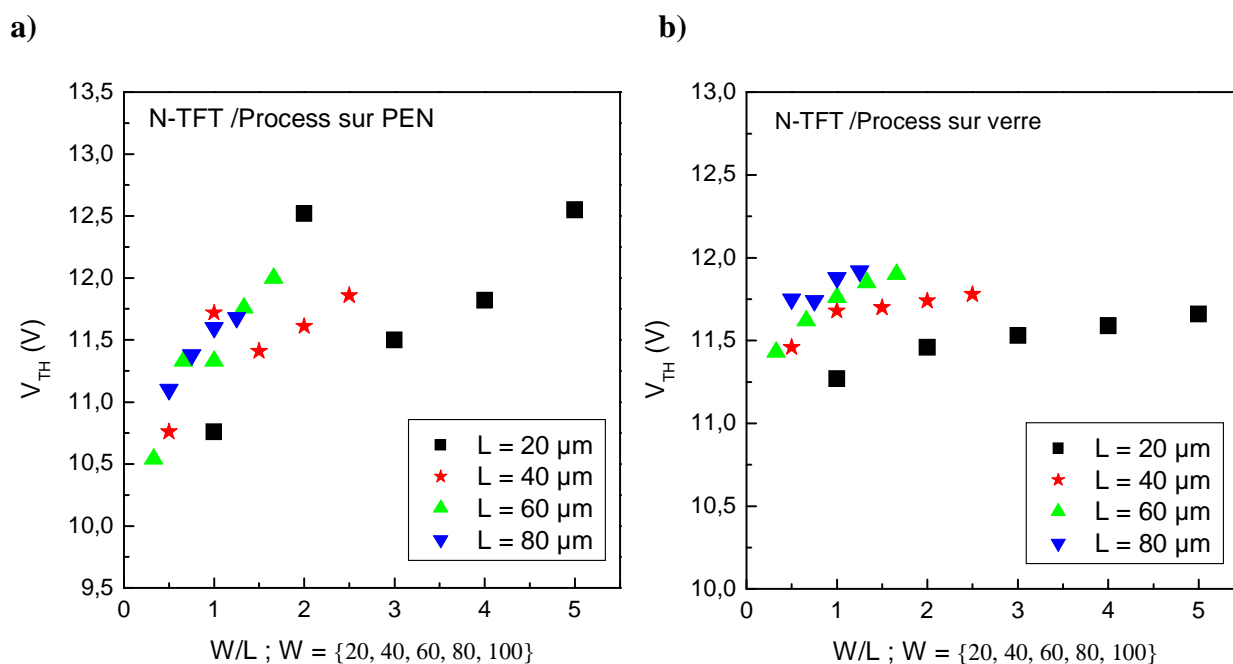 a)
N-TFT /Process sur PEN
13,5
13,0
12,5
12,0
11,5
11,0
10,5
10,0
9,5
V_TH (V)
L = 20 µm
L = 40 µm
L = 60 µm
L = 80 µm
0 1 2 3 4 5
W/L ; W = {20, 40, 60, 80, 100}
b)
N-TFT /Process sur verre
13,0
12,5
12,0
11,5
11,0
10,5
10,0
V_TH (V)
L = 20 µm
L = 40 µm
L = 60 µm
L = 80 µm
0 1 2 3 4 5
W/L ; W = {20, 40, 60, 80, 100}